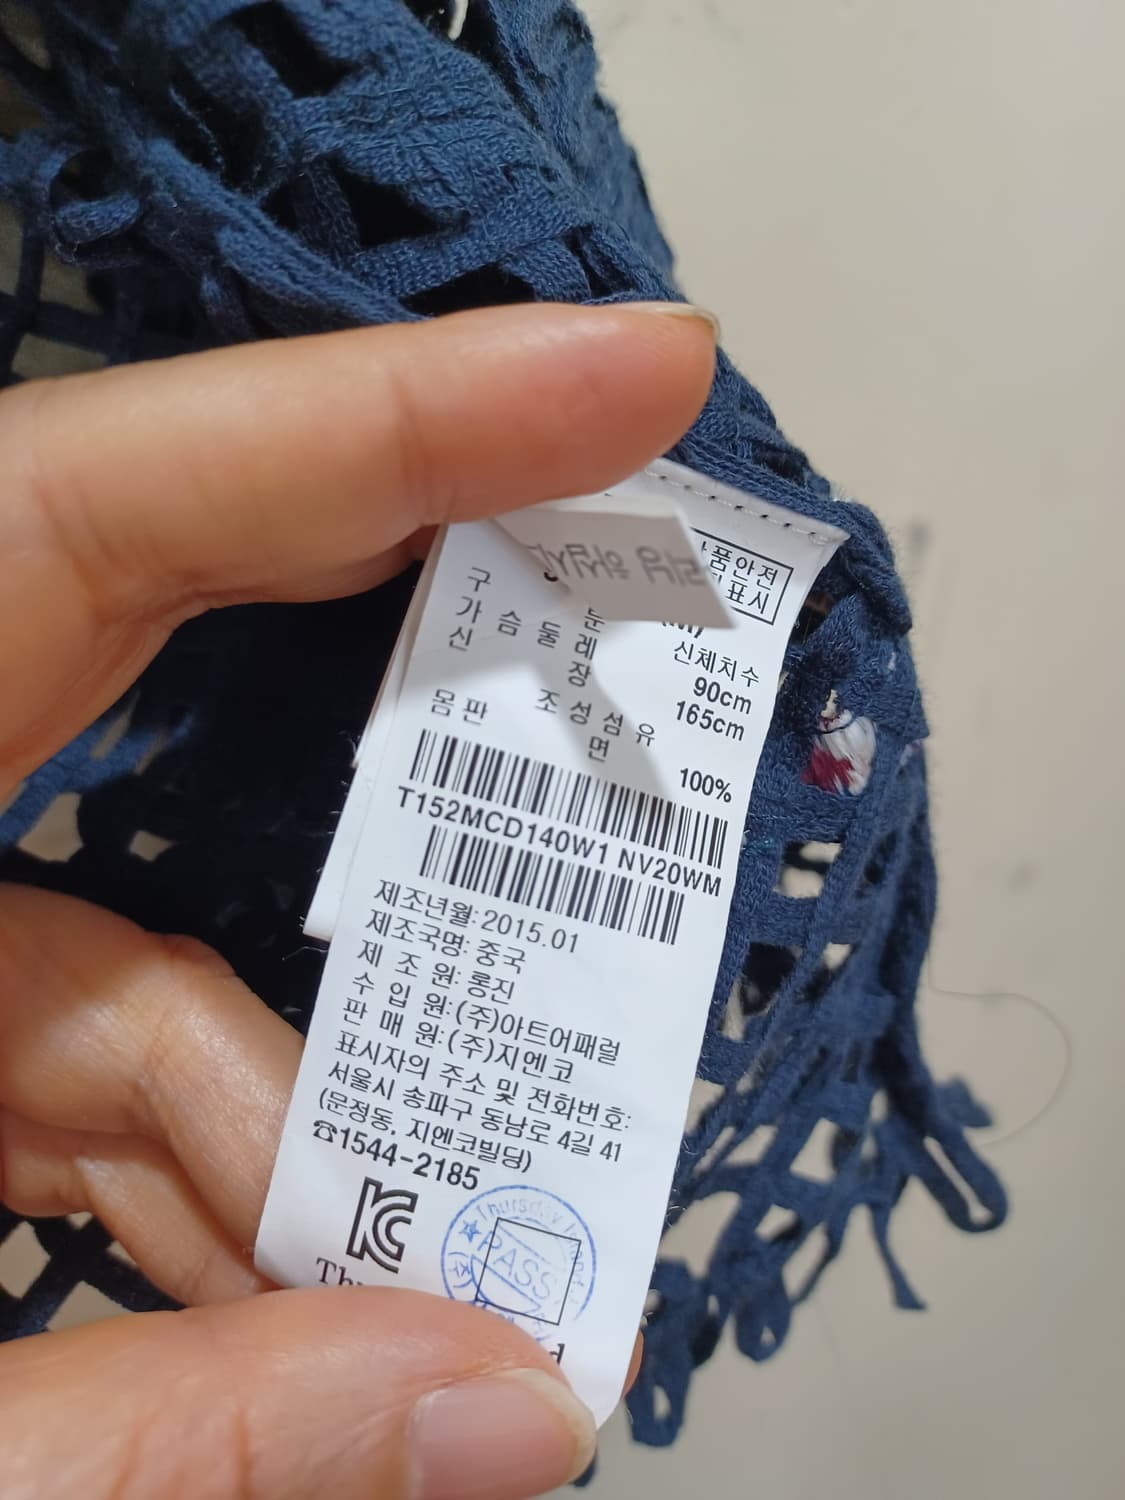 품안전
표시
구 분
신체치수
가 슴 둘 레 90cm
신 장 165cm
조성섬유
몸판 면 100%
T152MCD140W1 NV20WM
제조년월: 2015.01
제조국명: 중국
제 조 원: 롱진
수 입 원: (주)아트어패럴
판 매 원: (주)지엔코
표시자의 주소 및 전화번호:
서울시 송파구 동남로 4길 41
(문정동, 지엔코빌딩)
☎1544-2185
Thursday Island
PASS